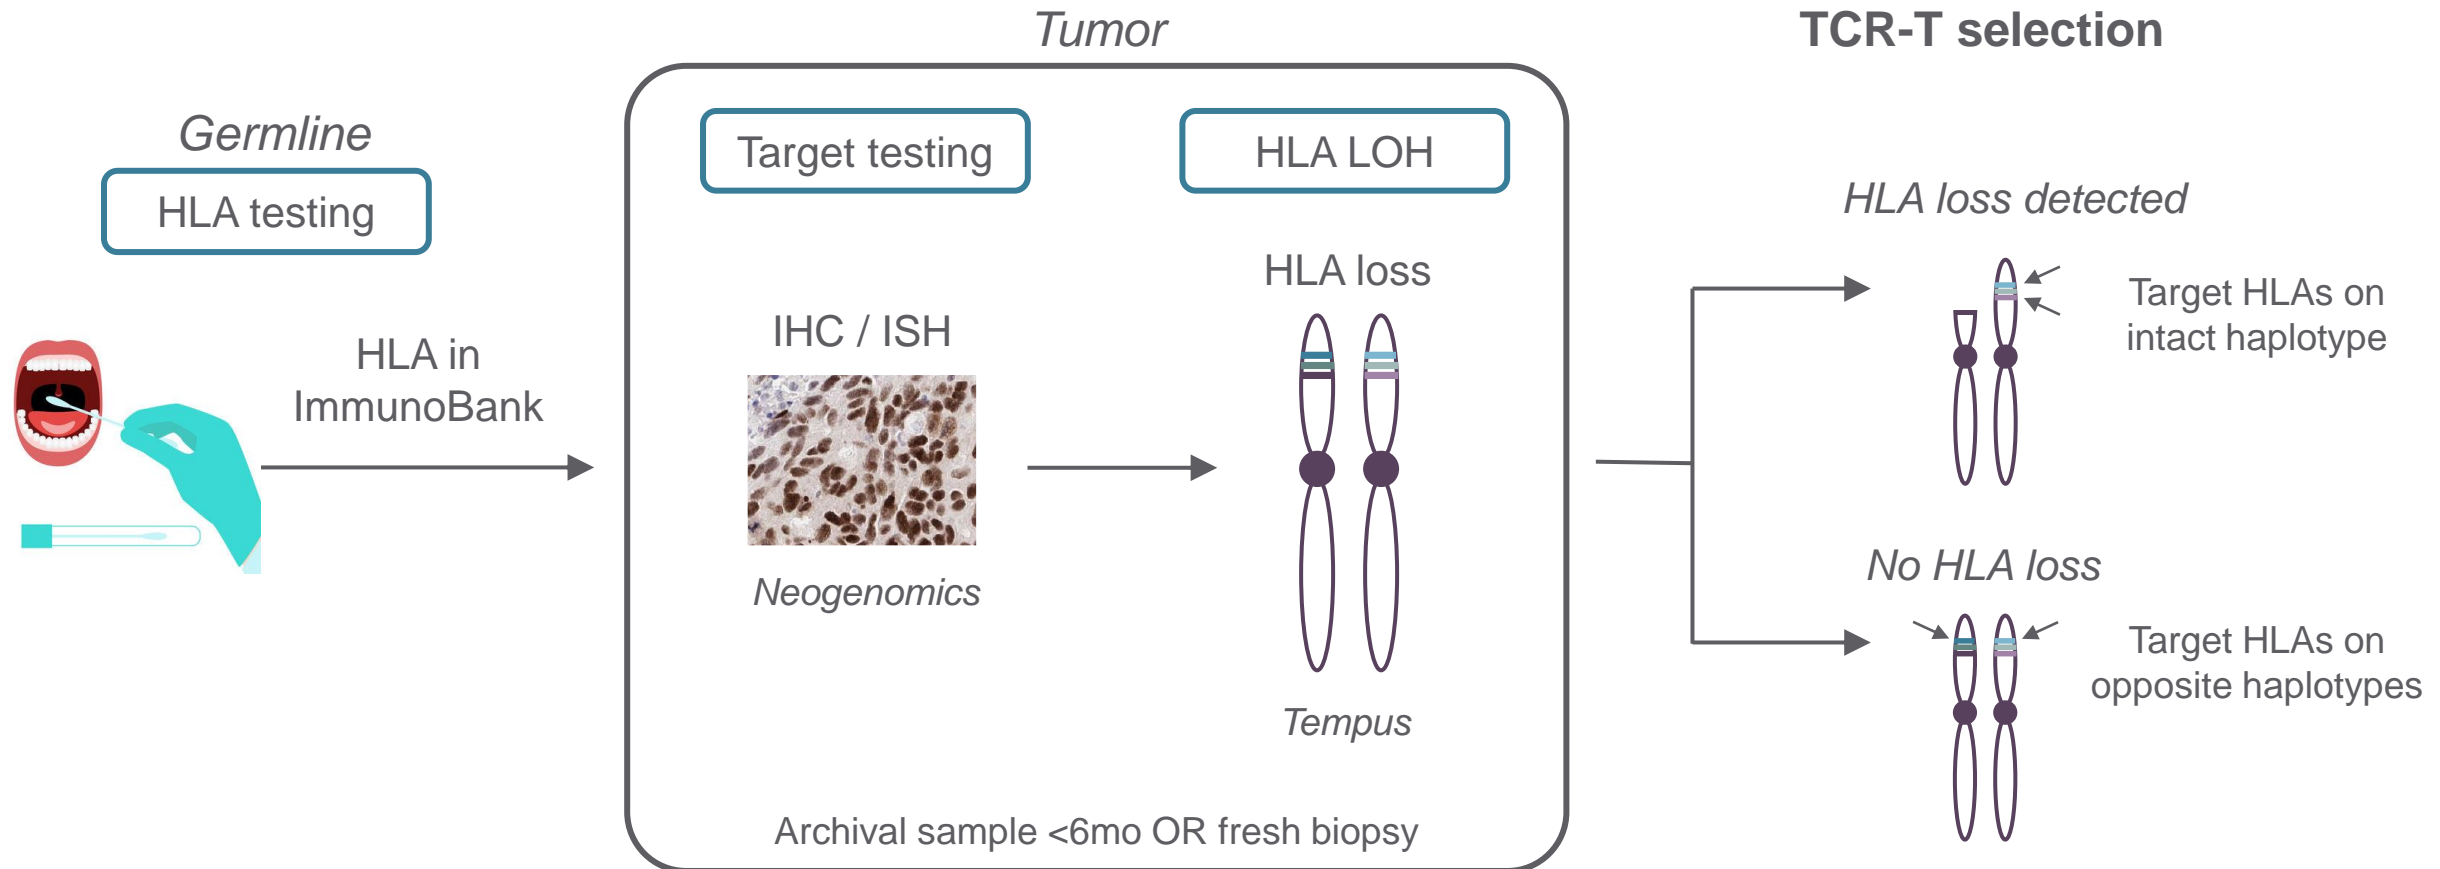 Germline
HLA testing
HLA in
ImmunoBank
Tumor
Target testing
IHC / ISH
Neogenomics
HLA LOH
HLA loss
Tempus
Archival sample <6mo OR fresh biopsy
TCR-T selection
HLA loss detected
Target HLAs on
intact haplotype
No HLA loss
Target HLAs on
opposite haplotypes